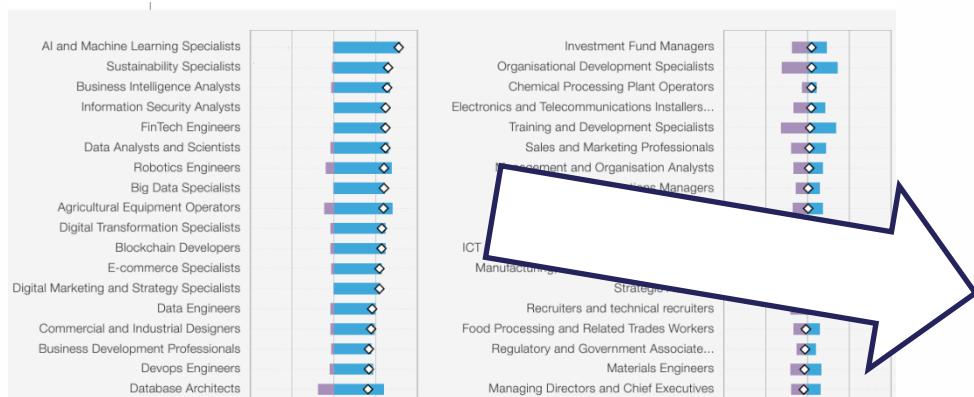 AI and Machine Learning Specialists
Sustainability Specialists
Business Intelligence Analysts
Information Security Analysts
FinTech Engineers
Data Analysts and Scientists
Robotics Engineers
Big Data Specialists
Agricultural Equipment Operators
Digital Transformation Specialists
Blockchain Developers
E-commerce Specialists
Digital Marketing and Strategy Specialists
Data Engineers
Commercial and Industrial Designers
Business Development Professionals
Devops Engineers
Database Architects
Investment Fund Managers
Organisational Development Specialists
Chemical Processing Plant Operators
Electronics and Telecommunications Installers...
Training and Development Specialists
Sales and Marketing Professionals
Management and Organisation Analysts
Managers
ICT
Manufacturing,
Recruiters and technical recruiters
Food Processing and Related Trades Workers
Regulatory and Government Associate...
Materials Engineers
Managing Directors and Chief Executives